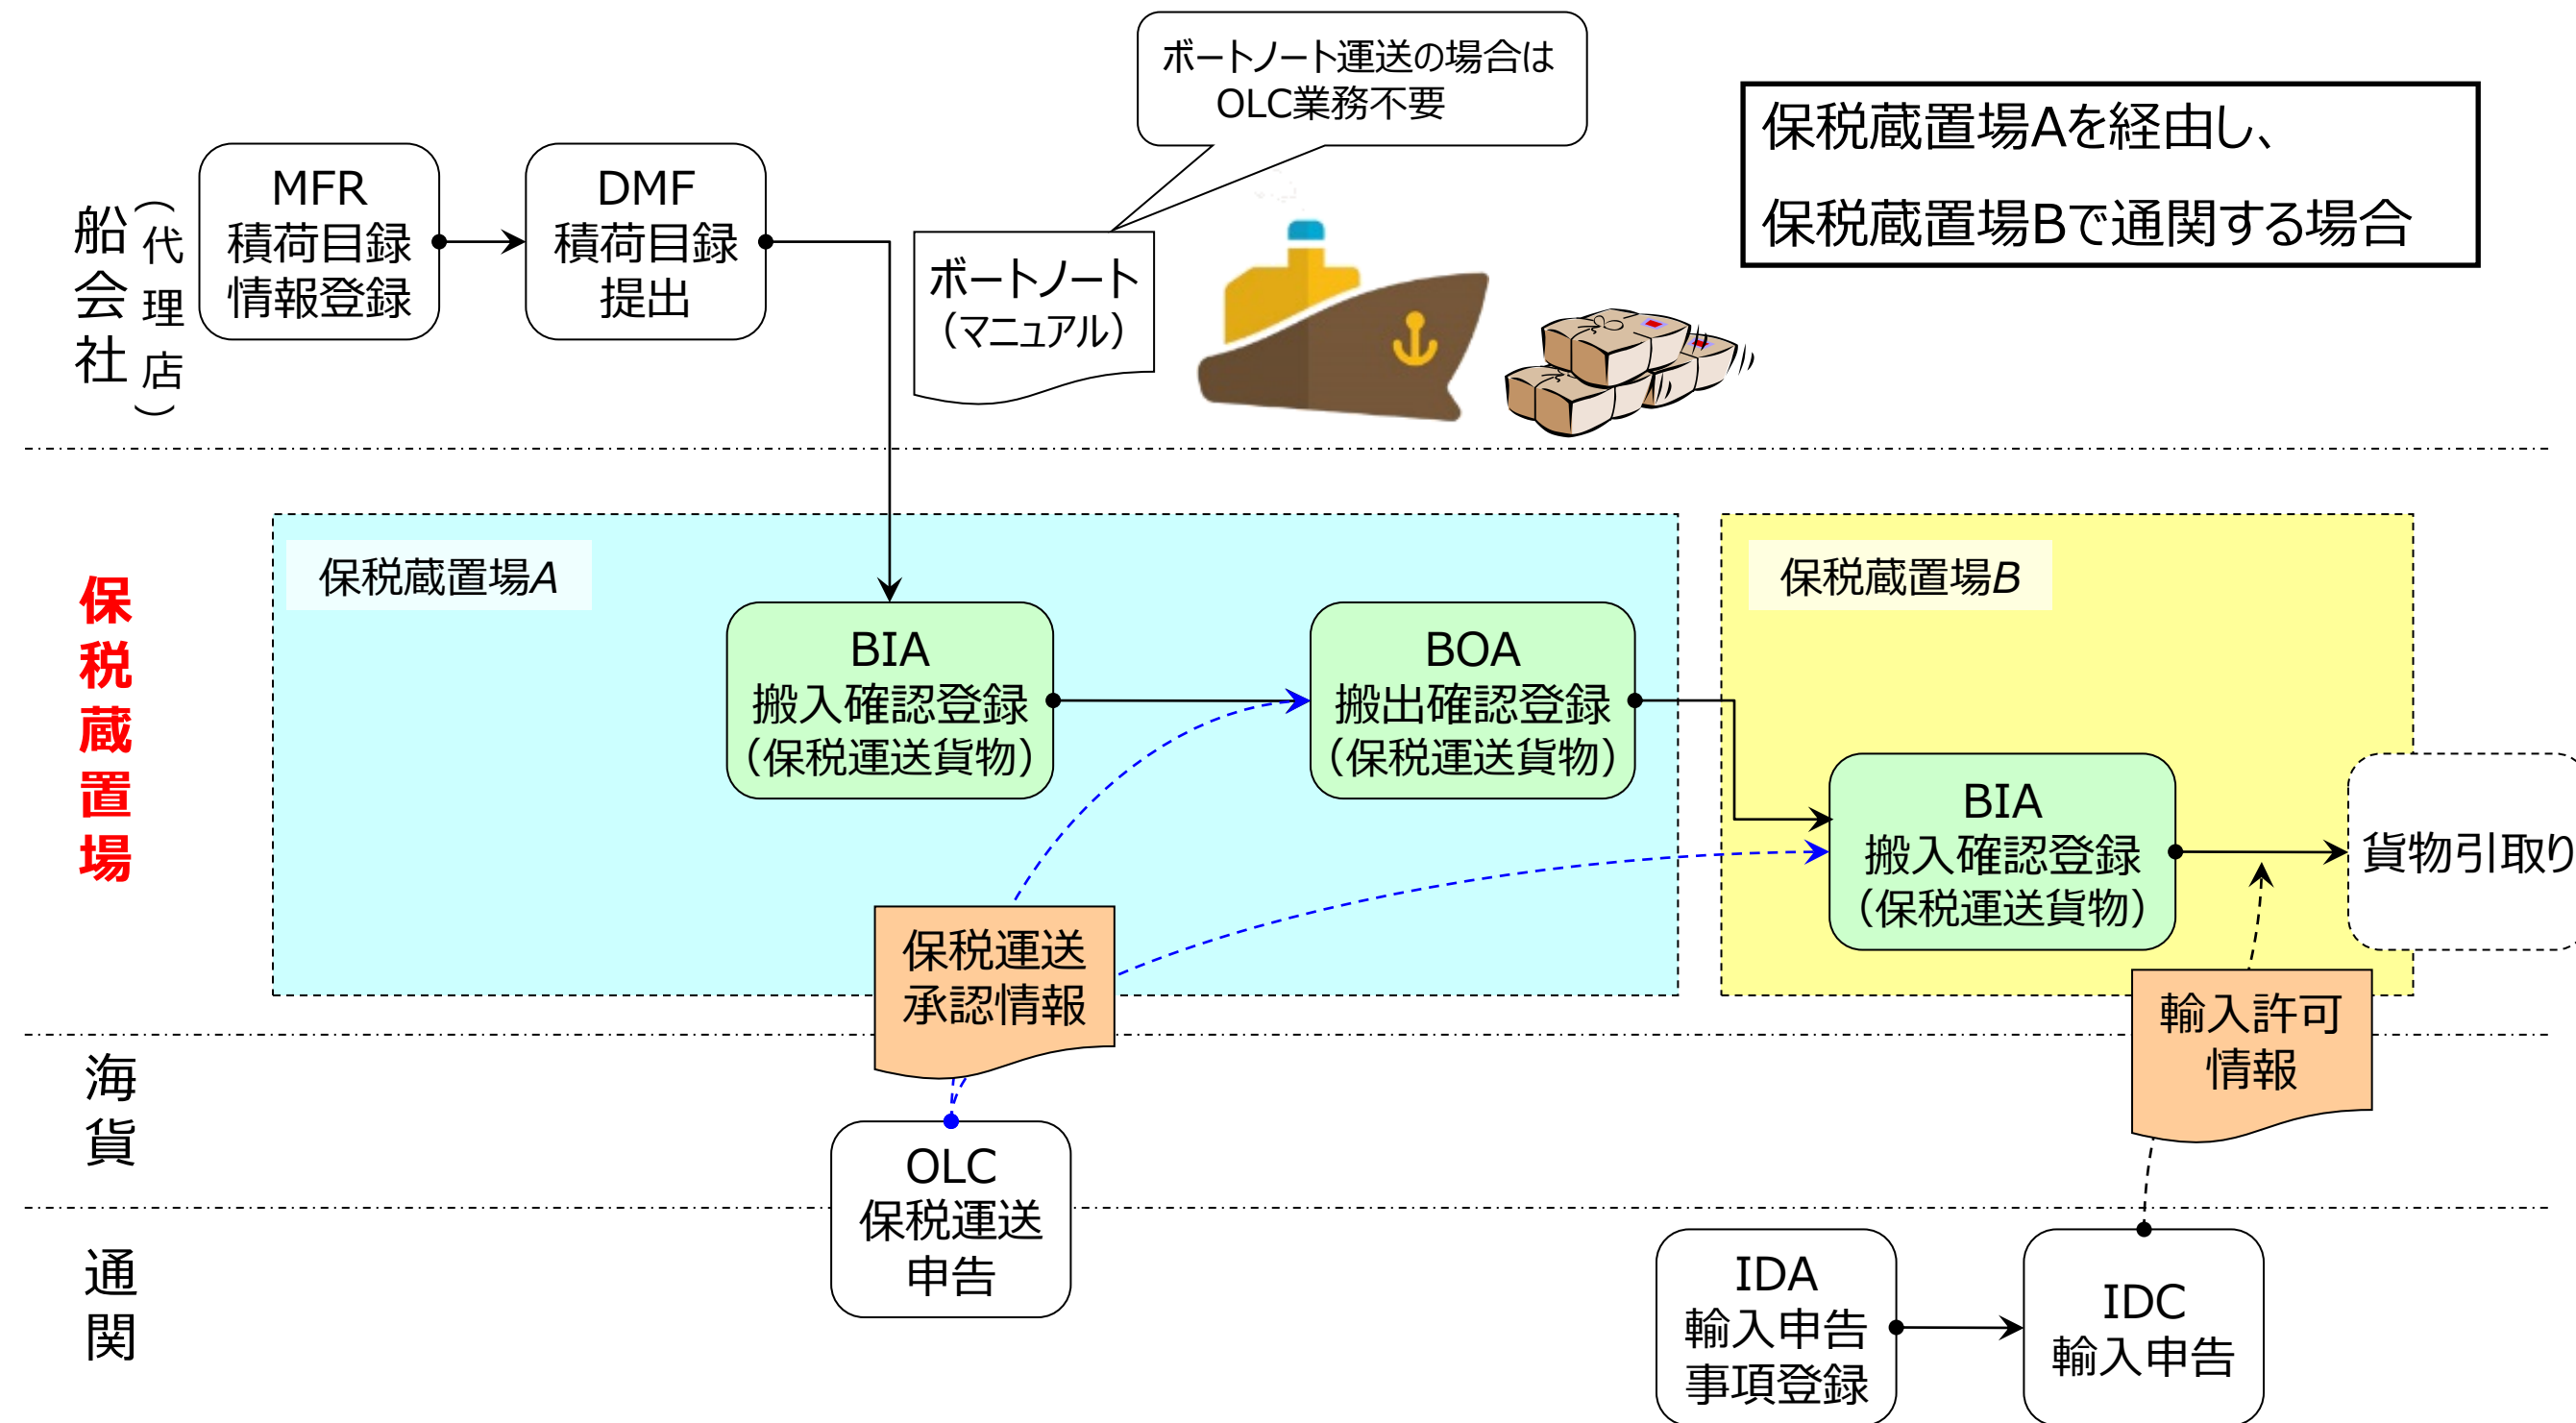 ボートノート運送の場合は
OLC業務不要
保税蔵置場Aを経由し、
保税蔵置場Bで通関する場合
船会社
（代理店）
MFR
積荷目録
情報登録
DMF
積荷目録
提出
ボートノート
（マニュアル）
保税蔵置場
保税蔵置場A
保税蔵置場B
BIA
搬入確認登録
（保税運送貨物）
BOA
搬出確認登録
（保税運送貨物）
BIA
搬入確認登録
（保税運送貨物）
貨物引取り
保税運送
承認情報
輸入許可
情報
海貨
OLC
保税運送
申告
通関
IDA
輸入申告
事項登録
IDC
輸入申告